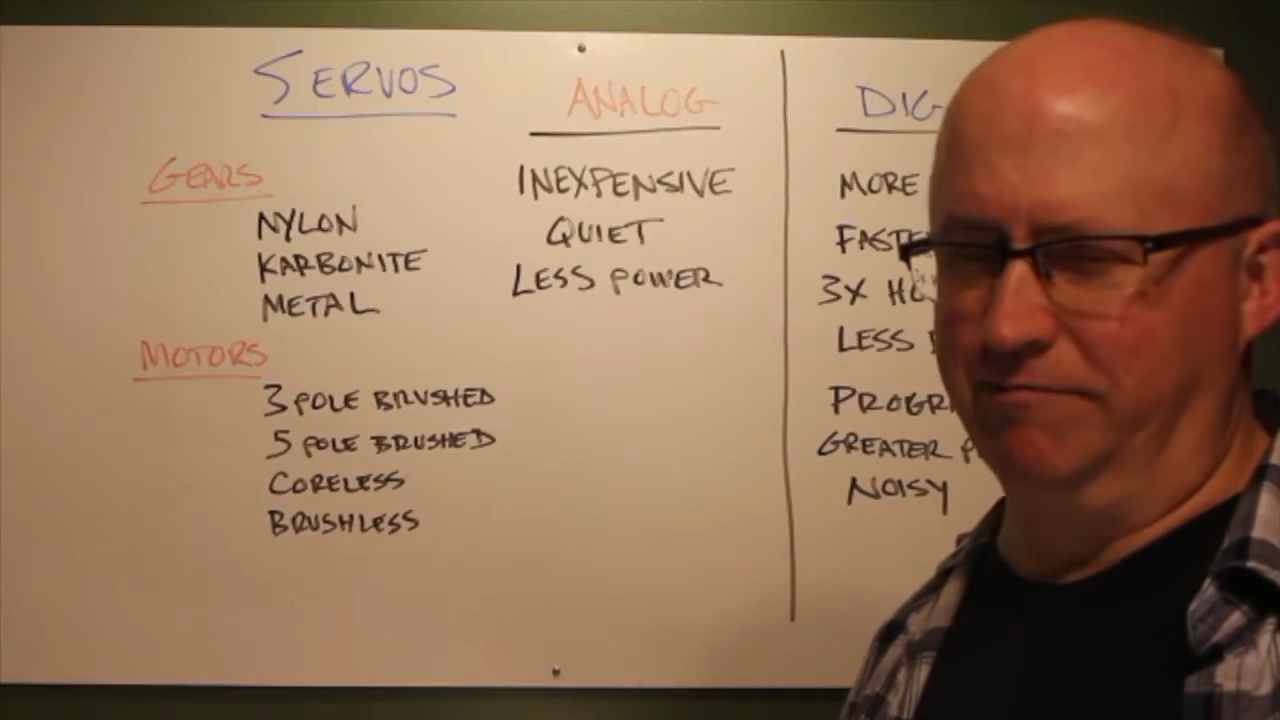 SERVOS
GEARS
NYLON
KARBONITE
METAL
MOTORS
3 POLE BRUSHED
5 POLE BRUSHED
CORELESS
BRUSHLESS
ANALOG
INEXPENSIVE
QUIET
LESS POWER
MORE
3X
LESS
GREATER
NOISY